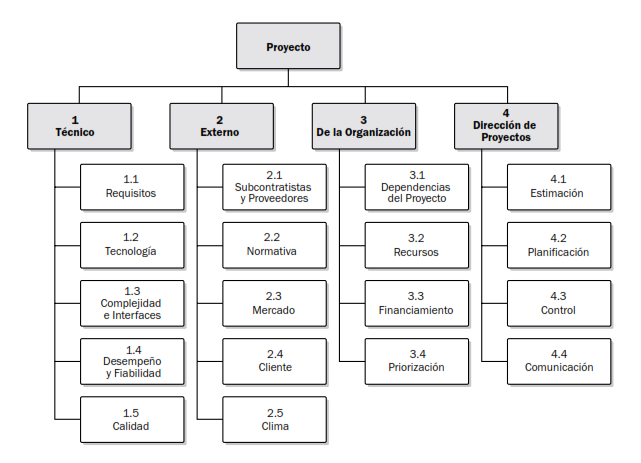 Proyecto
1
Técnico
2
Externo
3
De la Organización
4
Dirección de
Proyectos
1.1
Requisitos
1.2
Tecnología
1.3
Complejidad
e Interfaces
1.4
Desempeño
y Fiabilidad
1.5
Calidad
2.1
Subcontratistas
y Proveedores
2.2
Normativa
2.3
Mercado
2.4
Cliente
2.5
Clima
3.1
Dependencias
del Proyecto
3.2
Recursos
3.3
Financiamiento
3.4
Priorización
4.1
Estimación
4.2
Planificación
4.3
Control
4.4
Comunicación